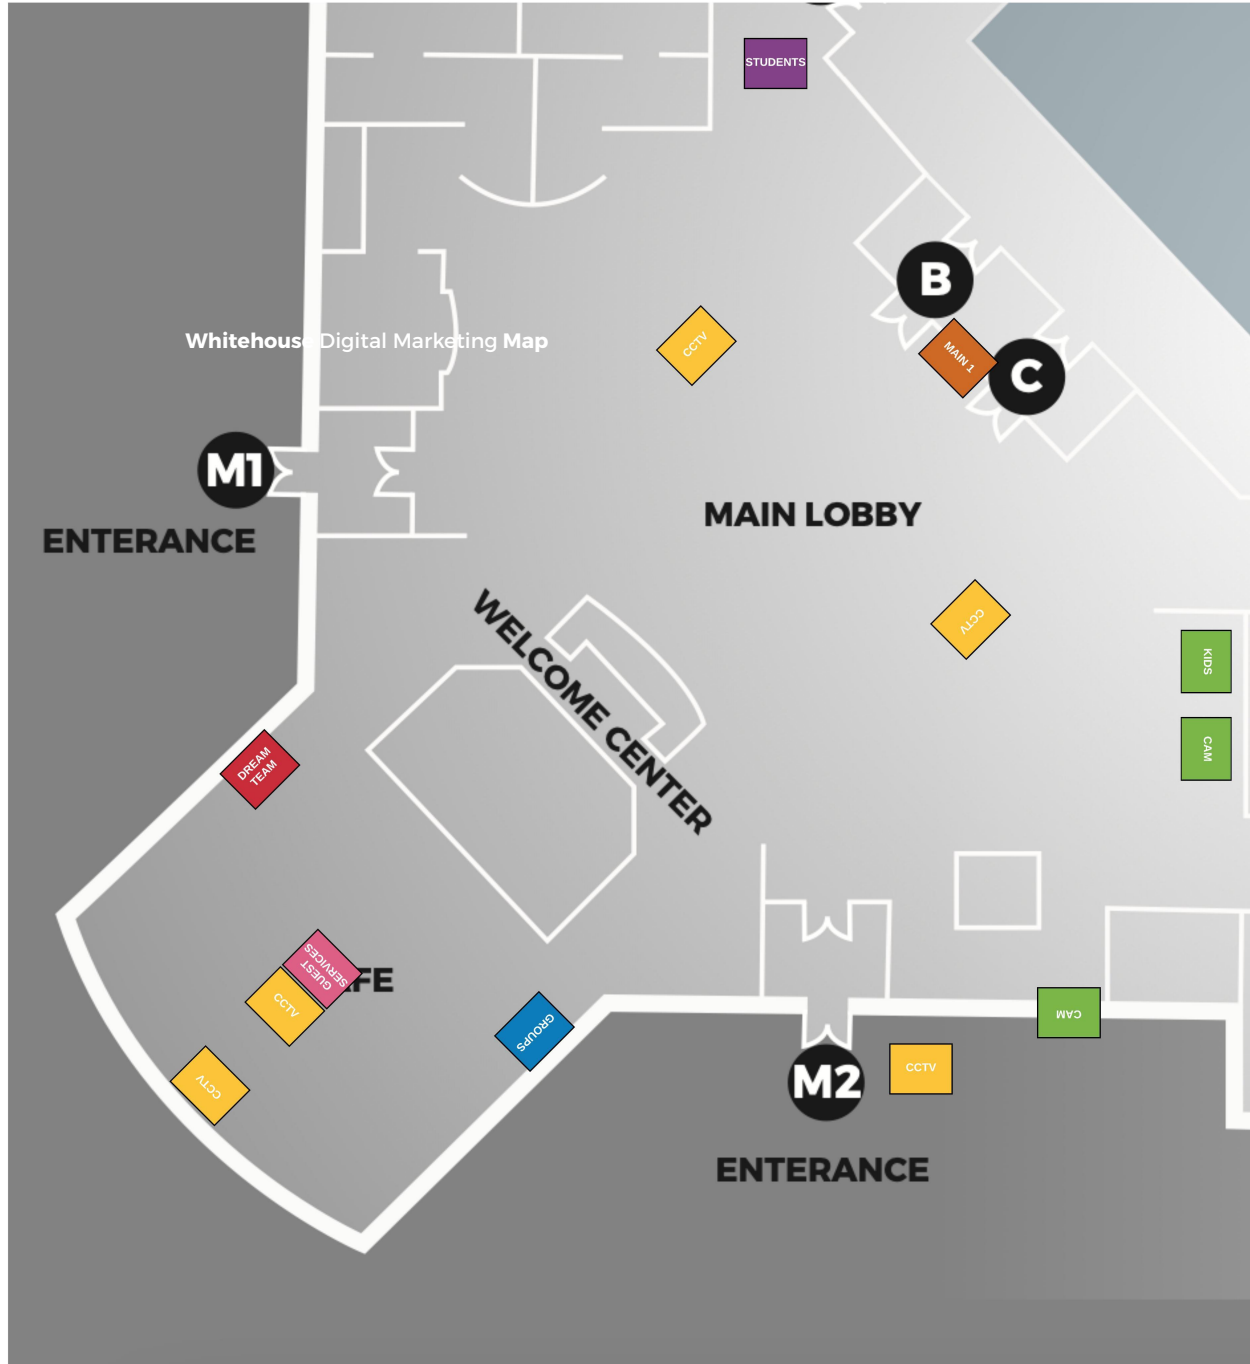 STUDENTS
B
CCTV
Whitehouse Digital Marketing Map
MAIN 1
C
M1
MAIN LOBBY
ENTERANCE
WELCOME CENTER
CCTV
KIDS
CAM
DREAM
TEAM
GUEST
SERVICES
FE
CCTV
GROUPS
CAM
CCTV
M2
CCTV
ENTERANCE